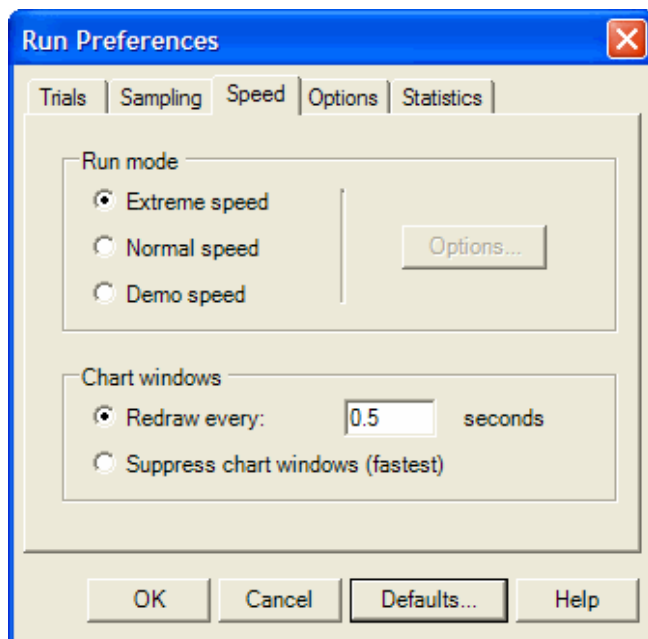 Run Preferences
Trials Sampling Speed Options Statistics
Run mode
Extreme speed
Normal speed Options...
Demo speed
Chart windows
Redraw every: 0.5 seconds
Suppress chart windows (fastest)
OK Cancel Defaults... Help